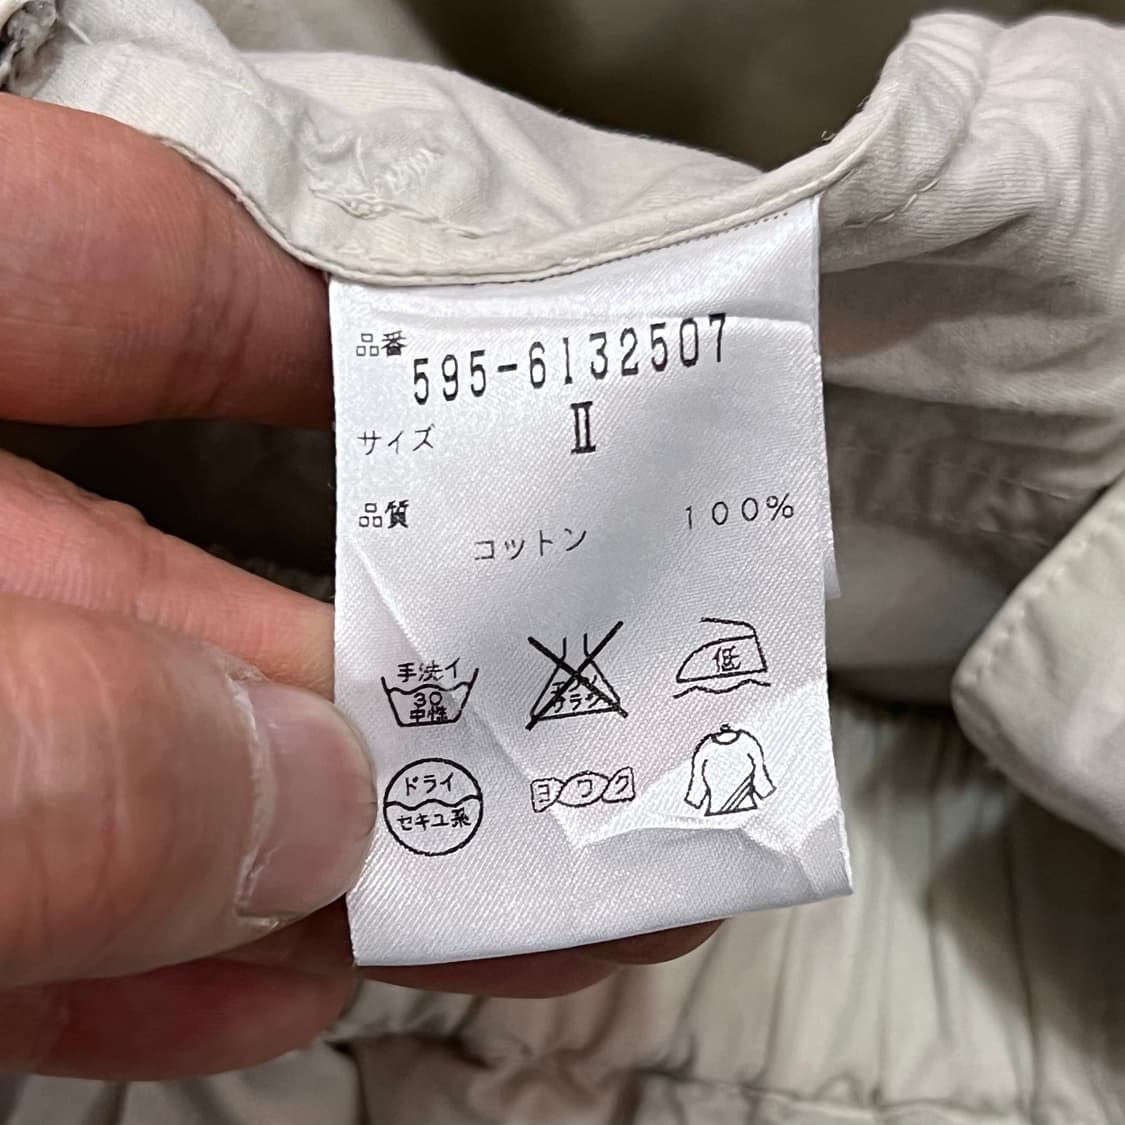 品番 595-6132507
サイズ Ⅱ
品質
コットン 100%
手洗イ
30
中性
低
ドライ
セキユ系
ヨワク